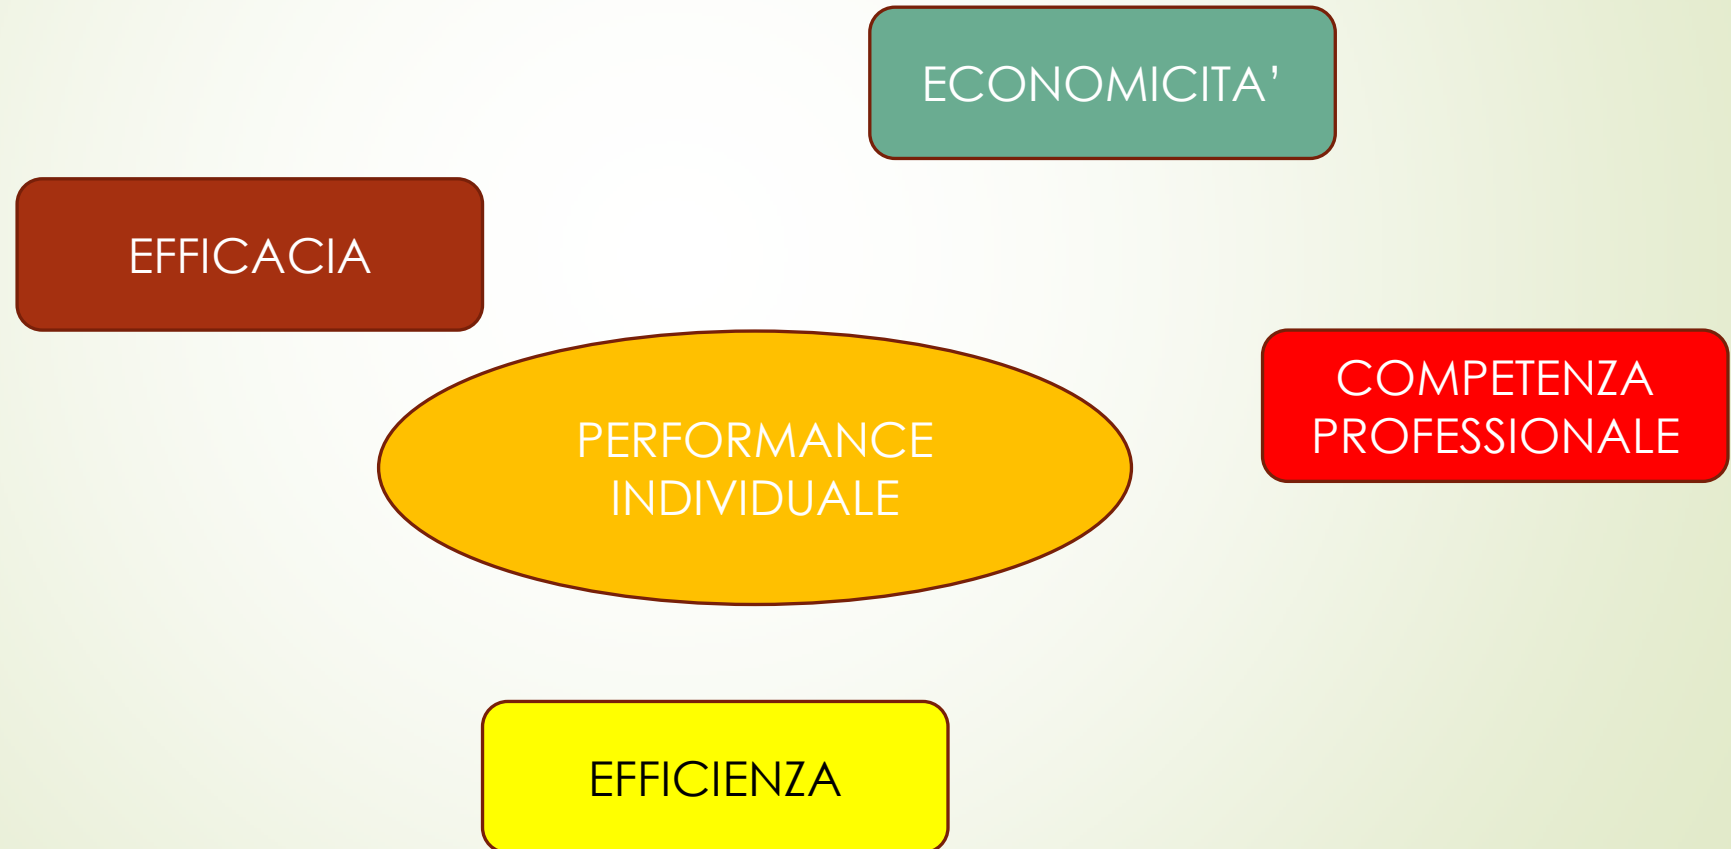 ECONOMICITA’
EFFICACIA
COMPETENZA
PROFESSIONALE
PERFORMANCE
INDIVIDUALE
EFFICIENZA